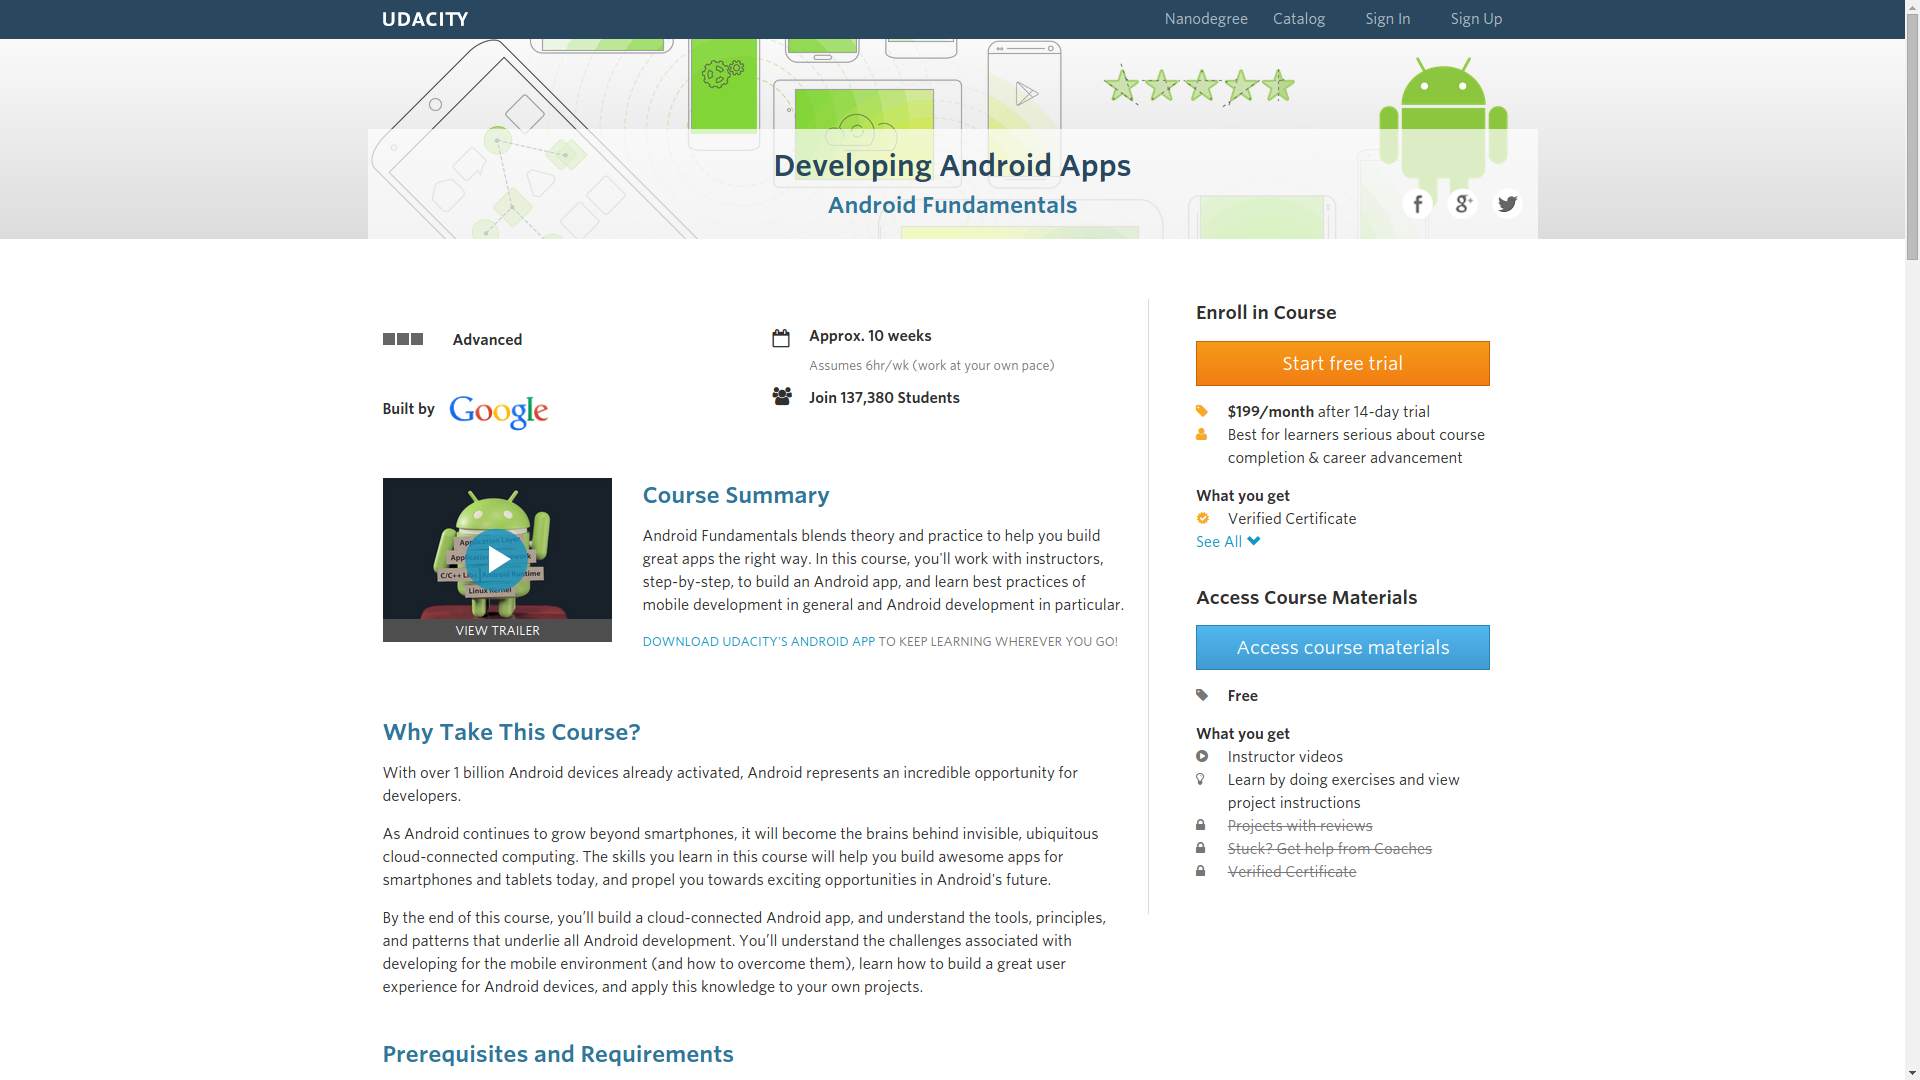 UDACITY
Nanodegree
Catalog
Sign In
Sign Up
Developing Android Apps
Android Fundamentals
Advanced
Approx. 10 weeks
Assumes 6hr/wk (work at your own pace)
Built by Google
Join 137,380 Students
Application Layer
C/C++ Libs Android Runtime
Linux Kernel
VIEW TRAILER
Course Summary
Android Fundamentals blends theory and practice to help you build
great apps the right way. In this course, you'll work with instructors,
step-by-step, to build an Android app, and learn best practices of
mobile development in general and Android development in particular.
DOWNLOAD UDACITY'S ANDROID APP TO KEEP LEARNING WHEREVER YOU GO!
Why Take This Course?
With over 1 billion Android devices already activated, Android represents an incredible opportunity for
developers.
As Android continues to grow beyond smartphones, it will become the brains behind invisible, ubiquitous
cloud-connected computing. The skills you learn in this course will help you build awesome apps for
smartphones and tablets today, and propel you towards exciting opportunities in Android's future.
By the end of this course, you’ll build a cloud-connected Android app, and understand the tools, principles,
and patterns that underlie all Android development. You’ll understand the challenges associated with
developing for the mobile environment (and how to overcome them), learn how to build a great user
experience for Android devices, and apply this knowledge to your own projects.
Prerequisites and Requirements
Enroll in Course
Start free trial
$199/month after 14-day trial
Best for learners serious about course
completion & career advancement
What you get
Verified Certificate
See All
Access Course Materials
Access course materials
Free
What you get
Instructor videos
Learn by doing exercises and view
project instructions
Projects with reviews
Stuck? Get help from Coaches
Verified Certificate